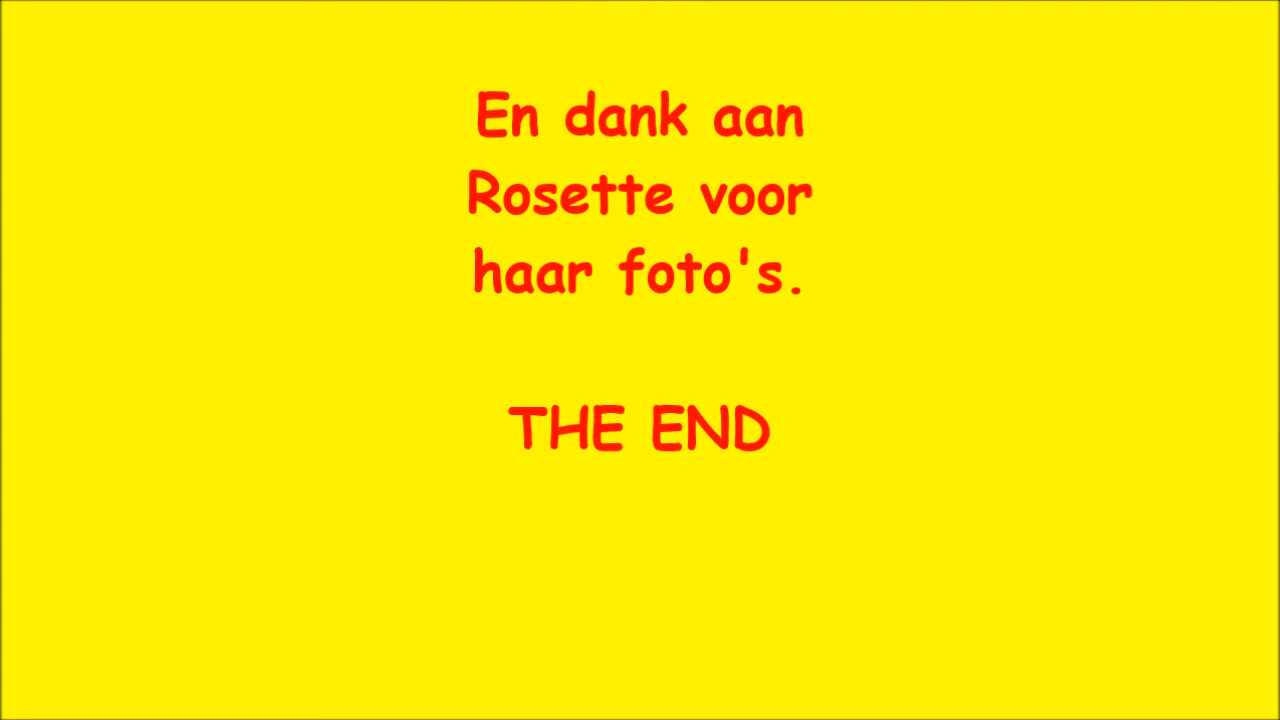 En dank aan
Rosette voor
haar foto's.
THE END